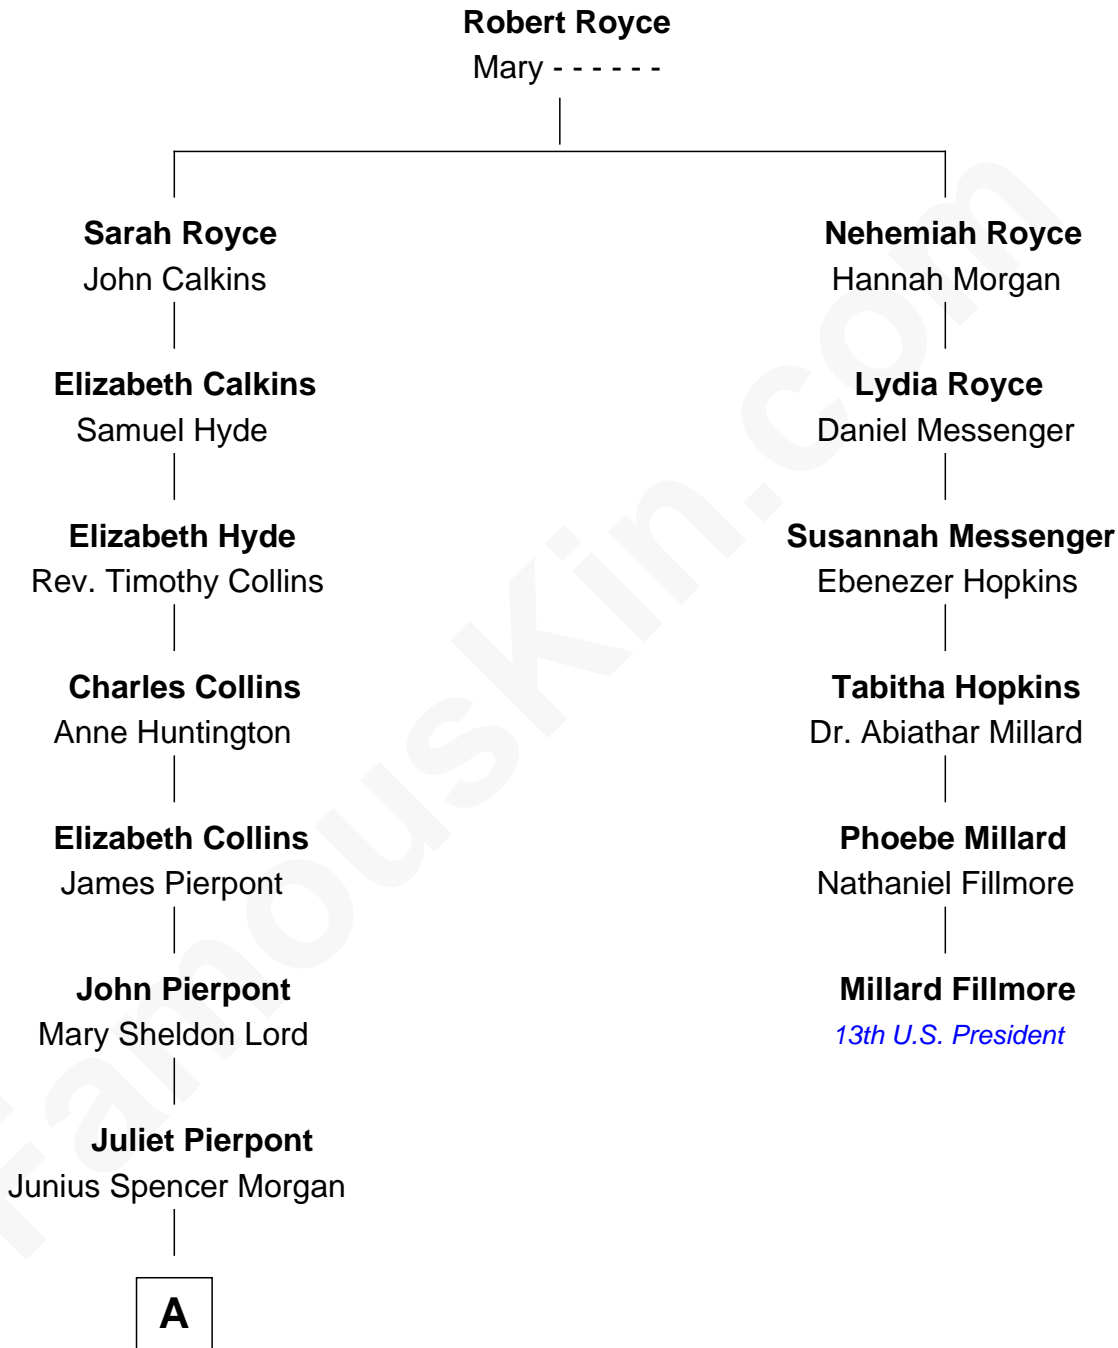 Robert Royce
Mary - - - - - -
Sarah Royce
John Calkins
Nehemiah Royce
Hannah Morgan
Elizabeth Calkins
Samuel Hyde
Lydia Royce
Daniel Messenger
Elizabeth Hyde
Rev. Timothy Collins
Susannah Messenger
Ebenezer Hopkins
Charles Collins
Anne Huntington
Tabitha Hopkins
Dr. Abiathar Millard
Elizabeth Collins
James Pierpont
Phoebe Millard
Nathaniel Fillmore
John Pierpont
Mary Sheldon Lord
Millard Fillmore
13th U.S. President
Juliet Pierpont
Junius Spencer Morgan
A
FamousKin.com